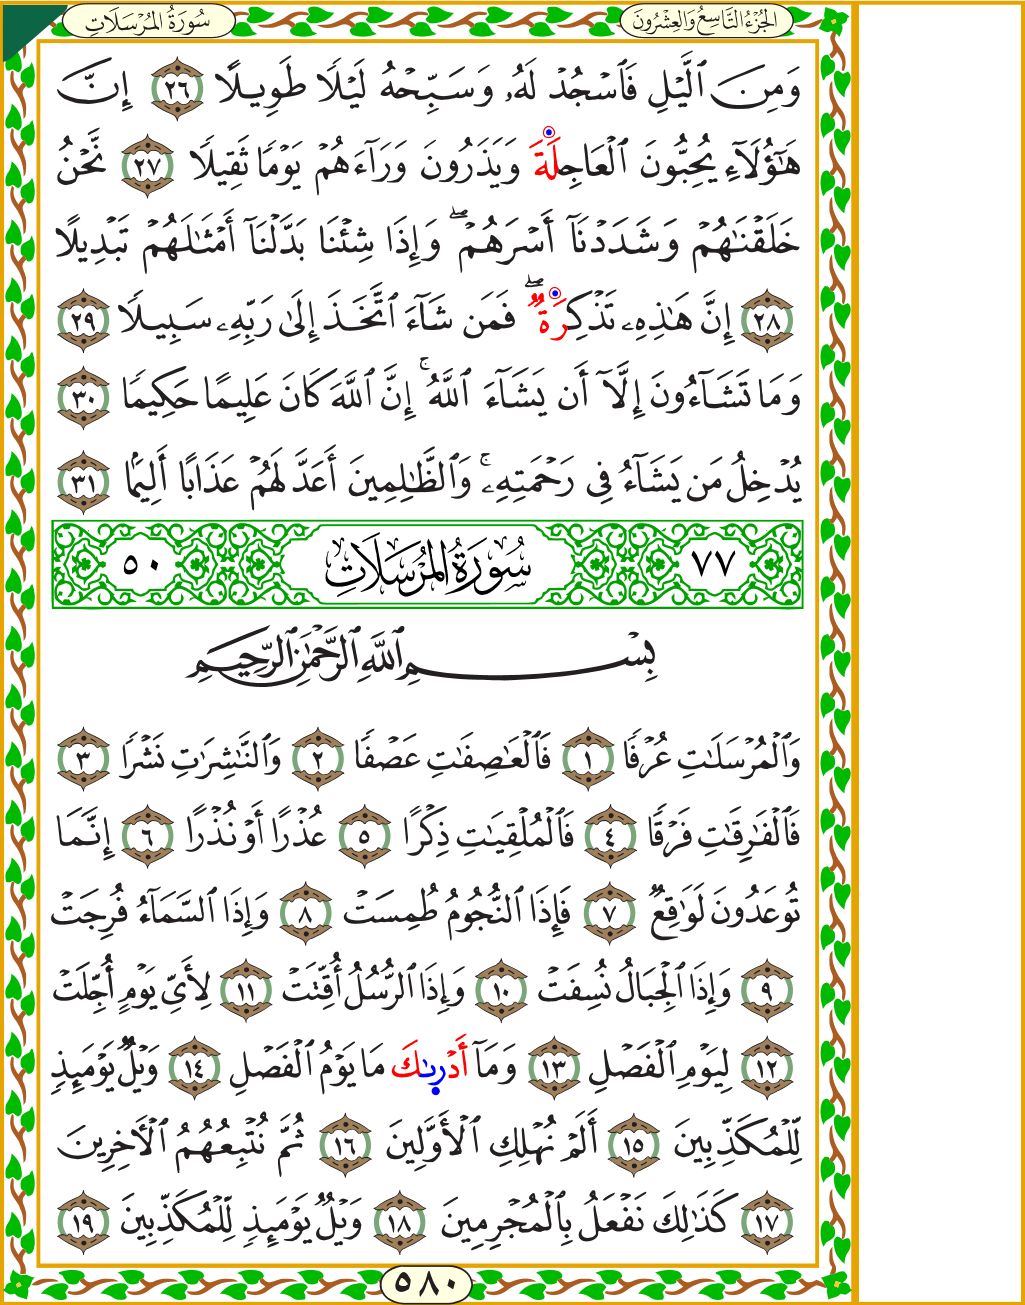 الجُزْءُ التَّاسِعُ وَالعِشْرُونَ
سُورَةُ المُرْسَلَاتِ
وَمِنَ ٱلَّيۡلِ فَٱسۡجُدۡ لَهُۥ وَسَبِّحۡهُ لَيۡلٗا طَوِيلًا ٢٦ إِنَّ
هَٰٓؤُلَآءِ يُحِبُّونَ ٱلۡعَاجِلَةَ وَيَذَرُونَ وَرَآءَهُمۡ يَوۡمٗا ثَقِيلٗا ٢٧ نَّحۡنُ
خَلَقۡنَٰهُمۡ وَشَدَدۡنَآ أَسۡرَهُمۡۖ وَإِذَا شِئۡنَا بَدَّلۡنَآ أَمۡثَٰلَهُمۡ تَبۡدِيلًا
٢٨ إِنَّ هَٰذِهِۦ تَذۡكِرَةٞۖ فَمَن شَآءَ ٱتَّخَذَ إِلَىٰ رَبِّهِۦ سَبِيلٗا ٢٩
وَمَا تَشَآءُونَ إِلَّآ أَن يَشَآءَ ٱللَّهُۚ إِنَّ ٱللَّهَ كَانَ عَلِيمًا حَكِيمٗا ٣٠
يُدۡخِلُ مَن يَشَآءُ فِي رَحۡمَتِهِۦۚ وَٱلظَّٰلِمِينَ أَعَدَّ لَهُمۡ عَذَابًا أَلِيمَۢا ٣١
٧٧ سُورَةُ المُرْسَلَاتِ ٥٠
بِسۡمِ ٱللَّهِ ٱلرَّحۡمَٰنِ ٱلرَّحِيمِ
وَٱلۡمُرۡسَلَٰتِ عُرۡفٗا ١ فَٱلۡعَٰصِفَٰتِ عَصۡفٗا ٢ وَٱلنَّٰشِرَٰتِ نَشۡرٗا ٣
فَٱلۡفَٰرِقَٰتِ فَرۡقٗا ٤ فَٱلۡمُلۡقِيَٰتِ ذِكۡرًا ٥ عُذۡرًا أَوۡ نُذۡرًا ٦ إِنَّمَا
تُوعَدُونَ لَوَٰقِعٞ ٧ فَإِذَا ٱلنُّجُومُ طُمِسَتۡ ٨ وَإِذَا ٱلسَّمَآءُ فُرِجَتۡ
٩ وَإِذَا ٱلۡجِبَالُ نُسِفَتۡ ١٠ وَإِذَا ٱلرُّسُلُ أُقِّتَتۡ ١١ لِأَيِّ يَوۡمٍ أُجِّلَتۡ
١٢ لِيَوۡمِ ٱلۡفَصۡلِ ١٣ وَمَآ أَدۡرَىٰكَ مَا يَوۡمُ ٱلۡفَصۡلِ ١٤ وَيۡلٞ يَوۡمَئِذٖ
لِّلۡمُكَذِّبِينَ ١٥ أَلَمۡ نُهۡلِكِ ٱلۡأَوَّلِينَ ١٦ ثُمَّ نُتۡبِعُهُمُ ٱلۡأٓخِرِينَ
١٧ كَذَٰلِكَ نَفۡعَلُ بِٱلۡمُجۡرِمِينَ ١٨ وَيۡلٞ يَوۡمَئِذٖ لِّلۡمُكَذِّبِينَ ١٩
٥٨٠